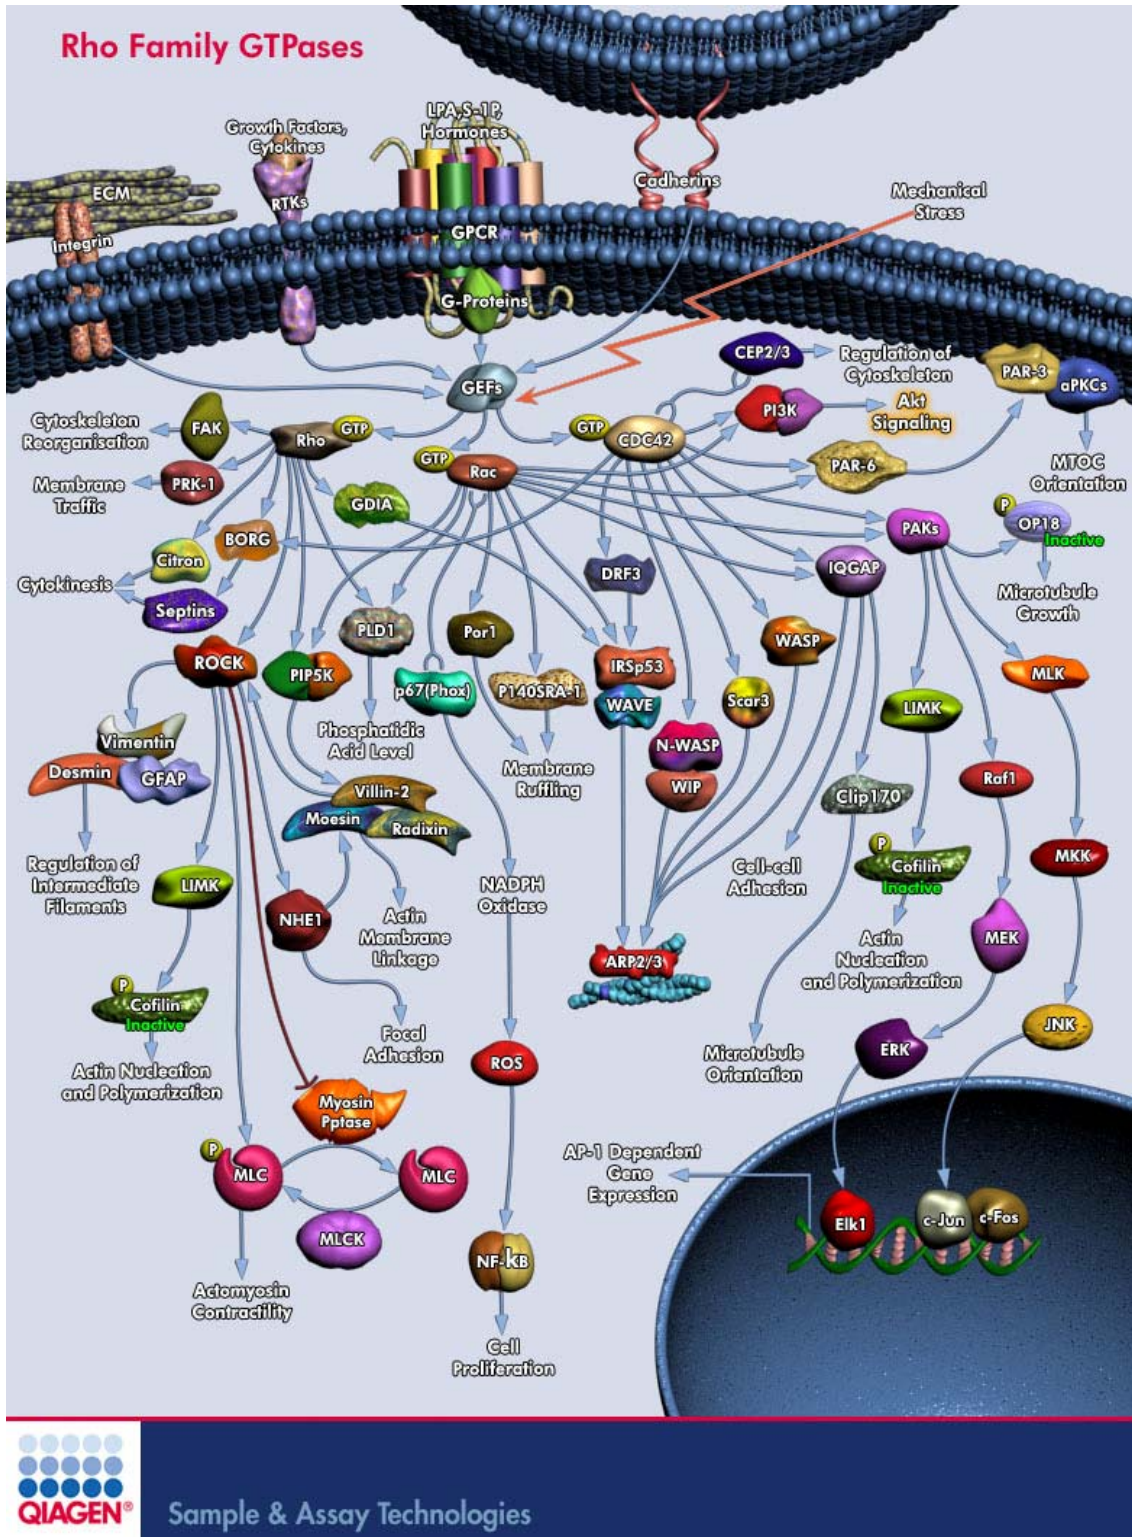 Rho Family GTPases
LPA,S-1P,
Hormones
Growth Factors,
Cytokines
ECM
RTKs
Cadherins
Mechanical
Stress
Integrin
GPCR
G-Proteins
GEFs
CEP2/3
Regulation of
Cytoskeleton
PAR-3
aPKCs
PI3K
Akt
Signaling
Cytoskeleton
Reorganisation
FAK
Rho
GTP
GTP
CDC42
GTP
Rac
PAR-6
MTOC
Orientation
Membrane
Traffic
PRK-1
GDIA
P
OP18
Inactive
PAKs
BORG
Citron
Cytokinesis
Septins
DRF3
IQGAP
Microtubule
Growth
PLD1
Por1
WASP
ROCK
PIP5K
p67(Phox)
P140SRA-1
IRSp53
WAVE
Scar3
LIMK
MLK
Phosphatidic
Acid Level
Vimentin
Desmin
GFAP
N-WASP
WIP
Membrane
Ruffling
Villin-2
Moesin
Radixin
Clip170
Raf1
Regulation of
Intermediate
Filaments
LIMK
NHE1
NADPH
Oxidase
Cell-cell
Adhesion
P
Cofilin
Inactive
MKK
Actin
Membrane
Linkage
Actin
Nucleation
and Polymerization
MEK
ARP2/3
P
Cofilin
Inactive
Focal
Adhesion
JNK
ERK
ROS
Microtubule
Orientation
Actin Nucleation
and Polymerization
Myosin
Pptase
P
MLC
MLC
MLCK
AP-1 Dependent
Gene
Expression
Elk1
c-Jun
c-Fos
NF-kB
Actomyosin
Contractility
Cell
Proliferation
QIAGEN®
Sample & Assay Technologies